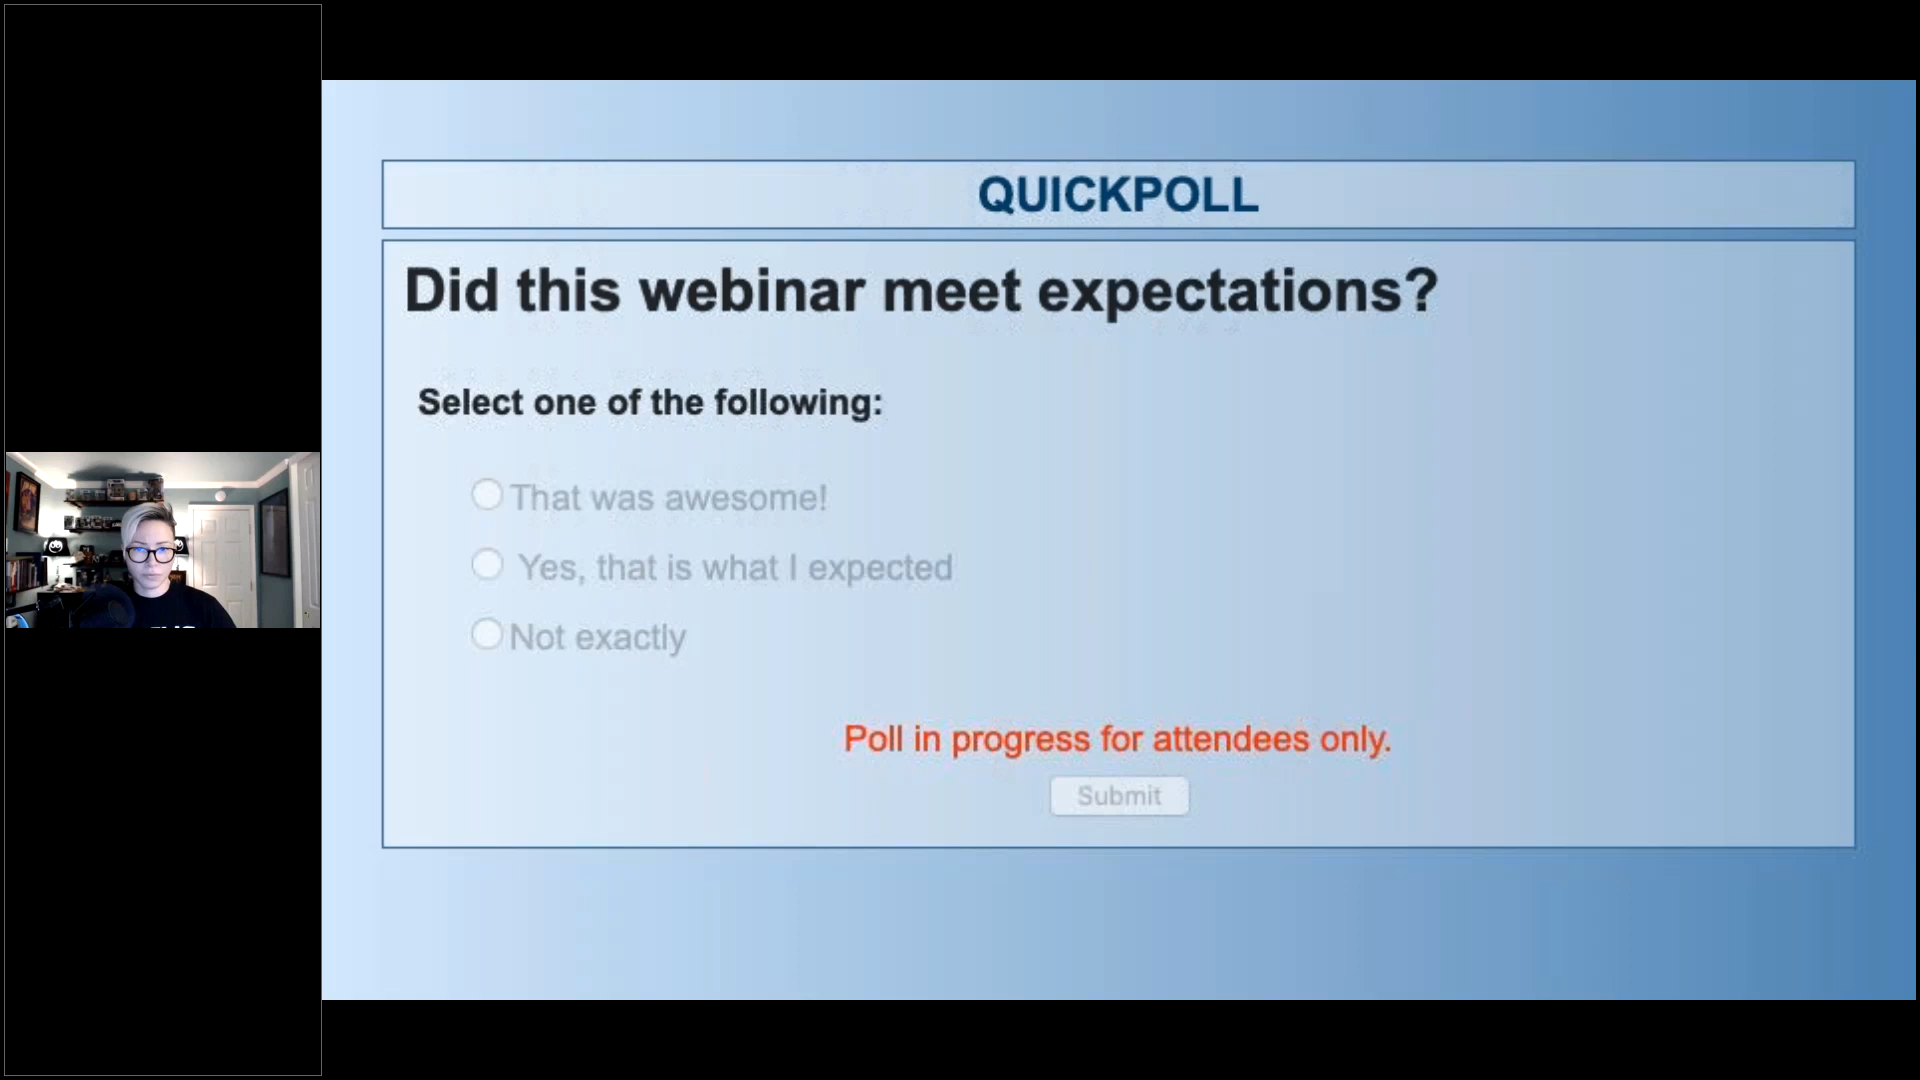 QUICKPOLL
Did this webinar meet expectations?
Select one of the following:
That was awesome!
Yes, that is what I expected
Not exactly
Poll in progress for attendees only.
Submit